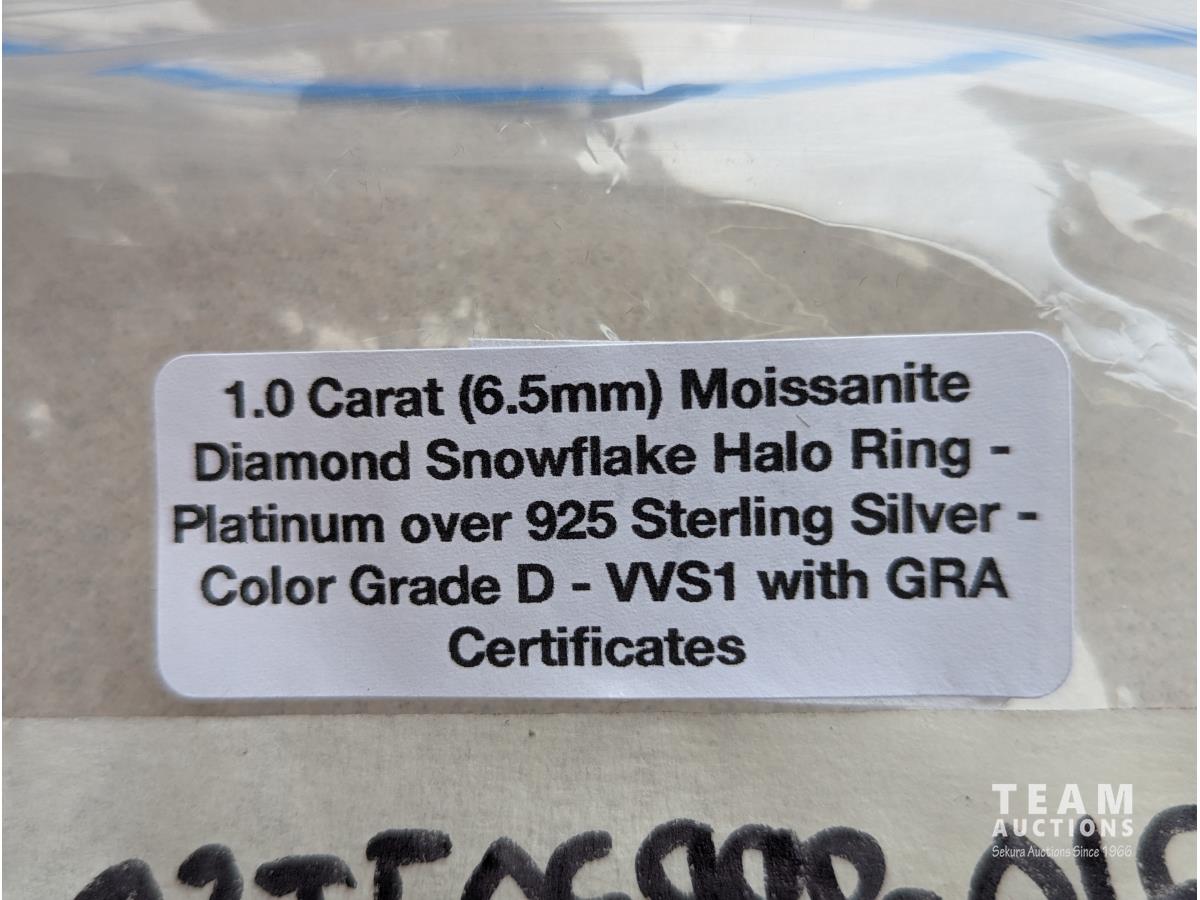 1.0 Carat (6.5mm) Moissanite
Diamond Snowflake Halo Ring -
Platinum over 925 Sterling Silver -
Color Grade D - VVS1 with GRA
Certificates
TEAM
AUCTIONS
Sekura Auctions Since 1966